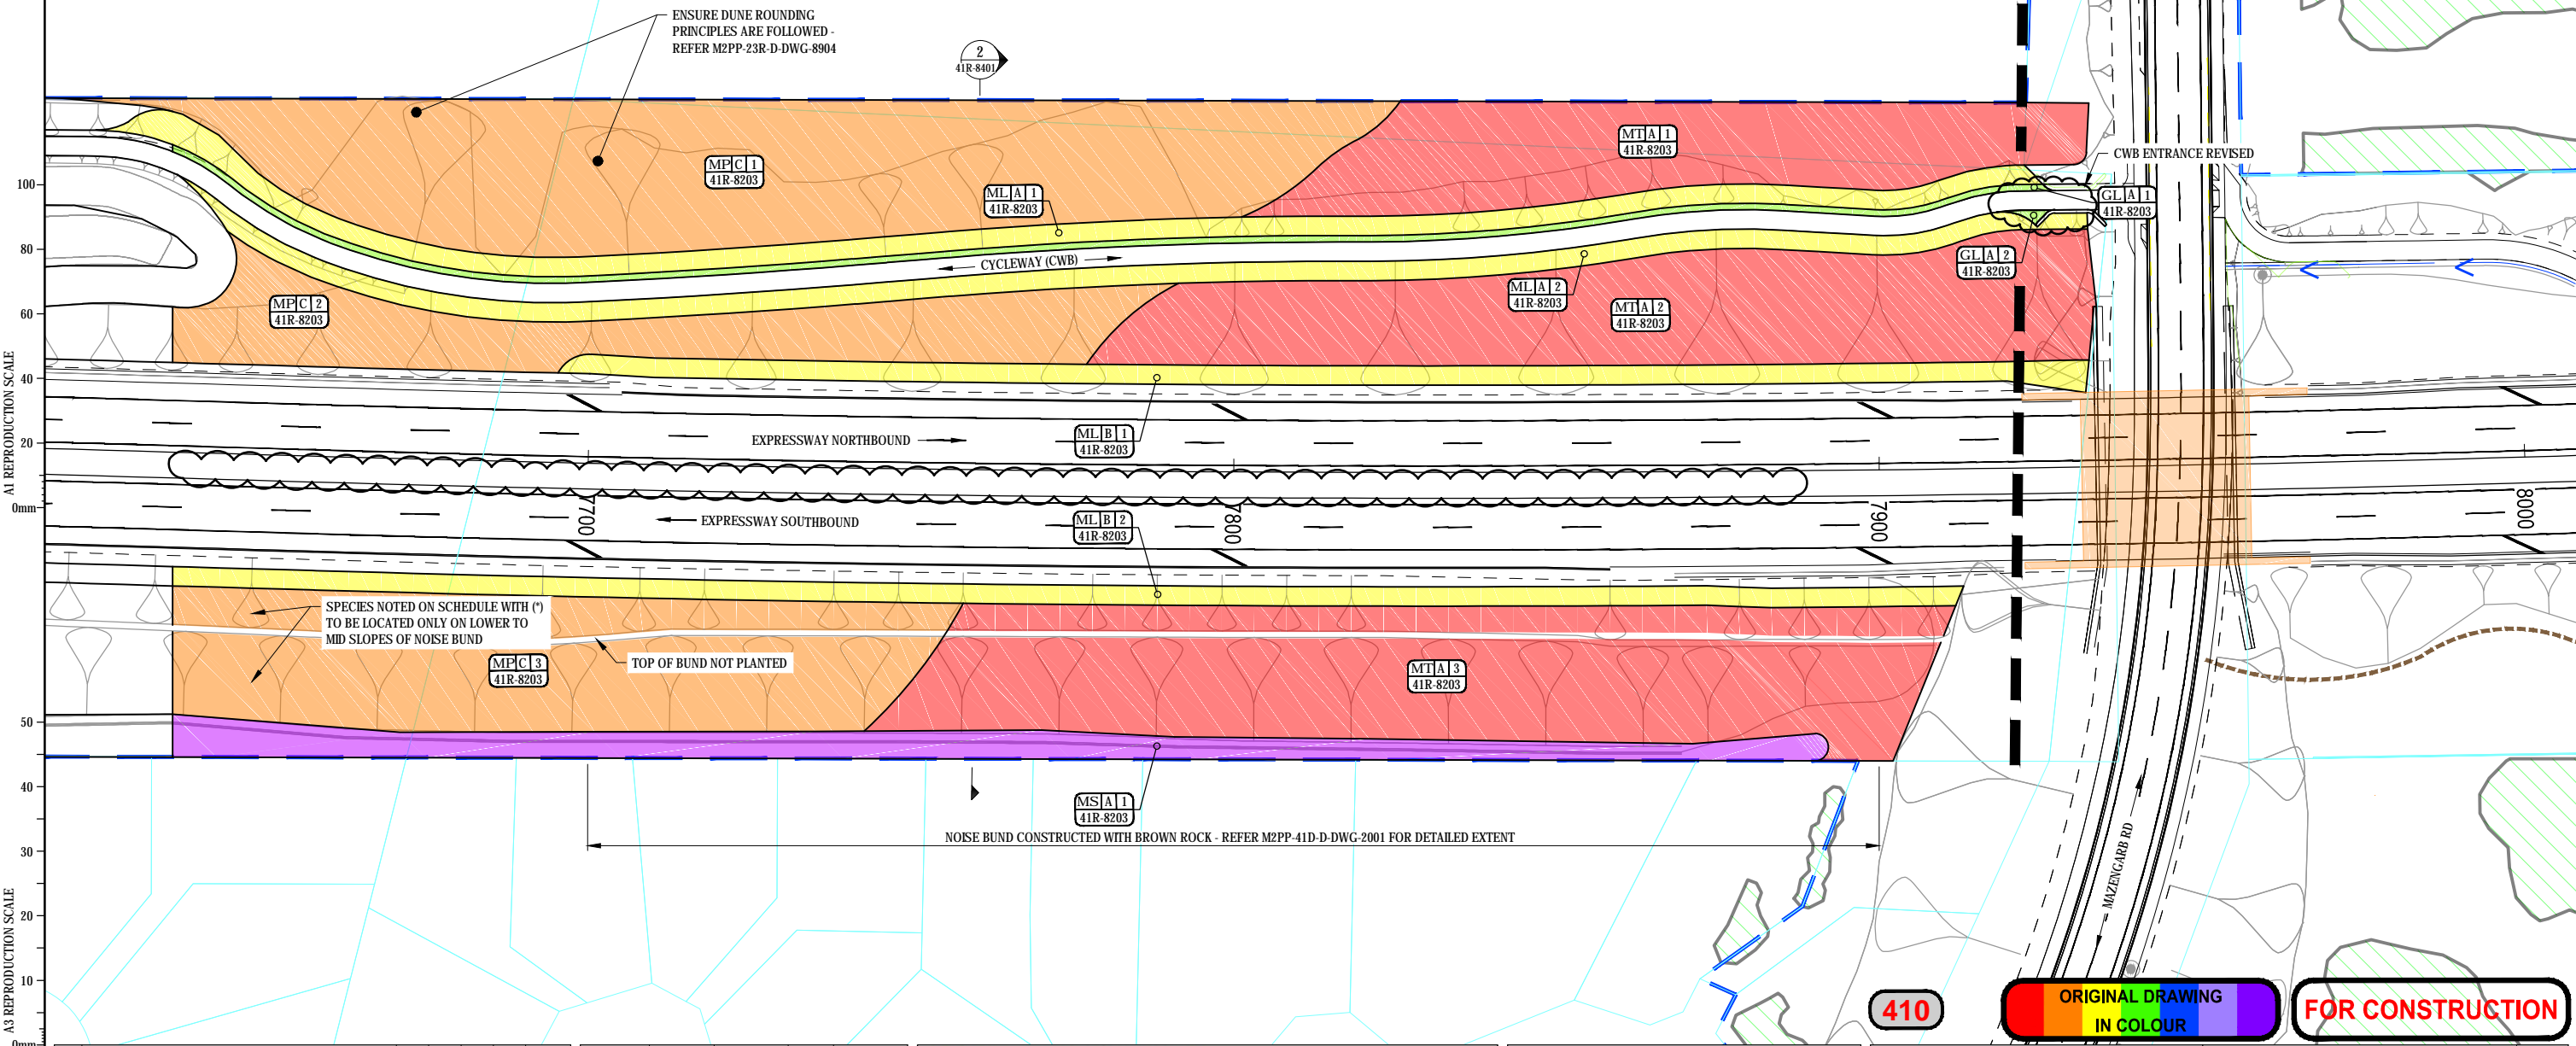 ENSURE DUNE ROUNDING
PRINCIPLES ARE FOLLOWED -
REFER M2PP-23R-D-DWG-8904
2
41R-8401
MT A 1
41R-8203
CWB ENTRANCE REVISED
MP C 1
41R-8203
ML A 1
41R-8203
GL A 1
41R-8203
CYCLEWAY (CWB)
GL A 2
41R-8203
ML A 2
41R-8203
MP C 2
41R-8203
MT A 2
41R-8203
100
80
60
40
20
0mm
A1 REPRODUCTION SCALE
EXPRESSWAY NORTHBOUND
ML B 1
41R-8203
7700
7800
7900
8000
EXPRESSWAY SOUTHBOUND
ML B 2
41R-8203
SPECIES NOTED ON SCHEDULE WITH (*)
TO BE LOCATED ONLY ON LOWER TO
MID SLOPES OF NOISE BUND
MP C 3
41R-8203
TOP OF BUND NOT PLANTED
MT A 3
41R-8203
MS A 1
41R-8203
NOISE BUND CONSTRUCTED WITH BROWN ROCK - REFER M2PP-41D-D-DWG-2001 FOR DETAILED EXTENT
MAZENGARB RD
50
40
30
20
10
0mm
A3 REPRODUCTION SCALE
410
ORIGINAL DRAWING
IN COLOUR
FOR CONSTRUCTION